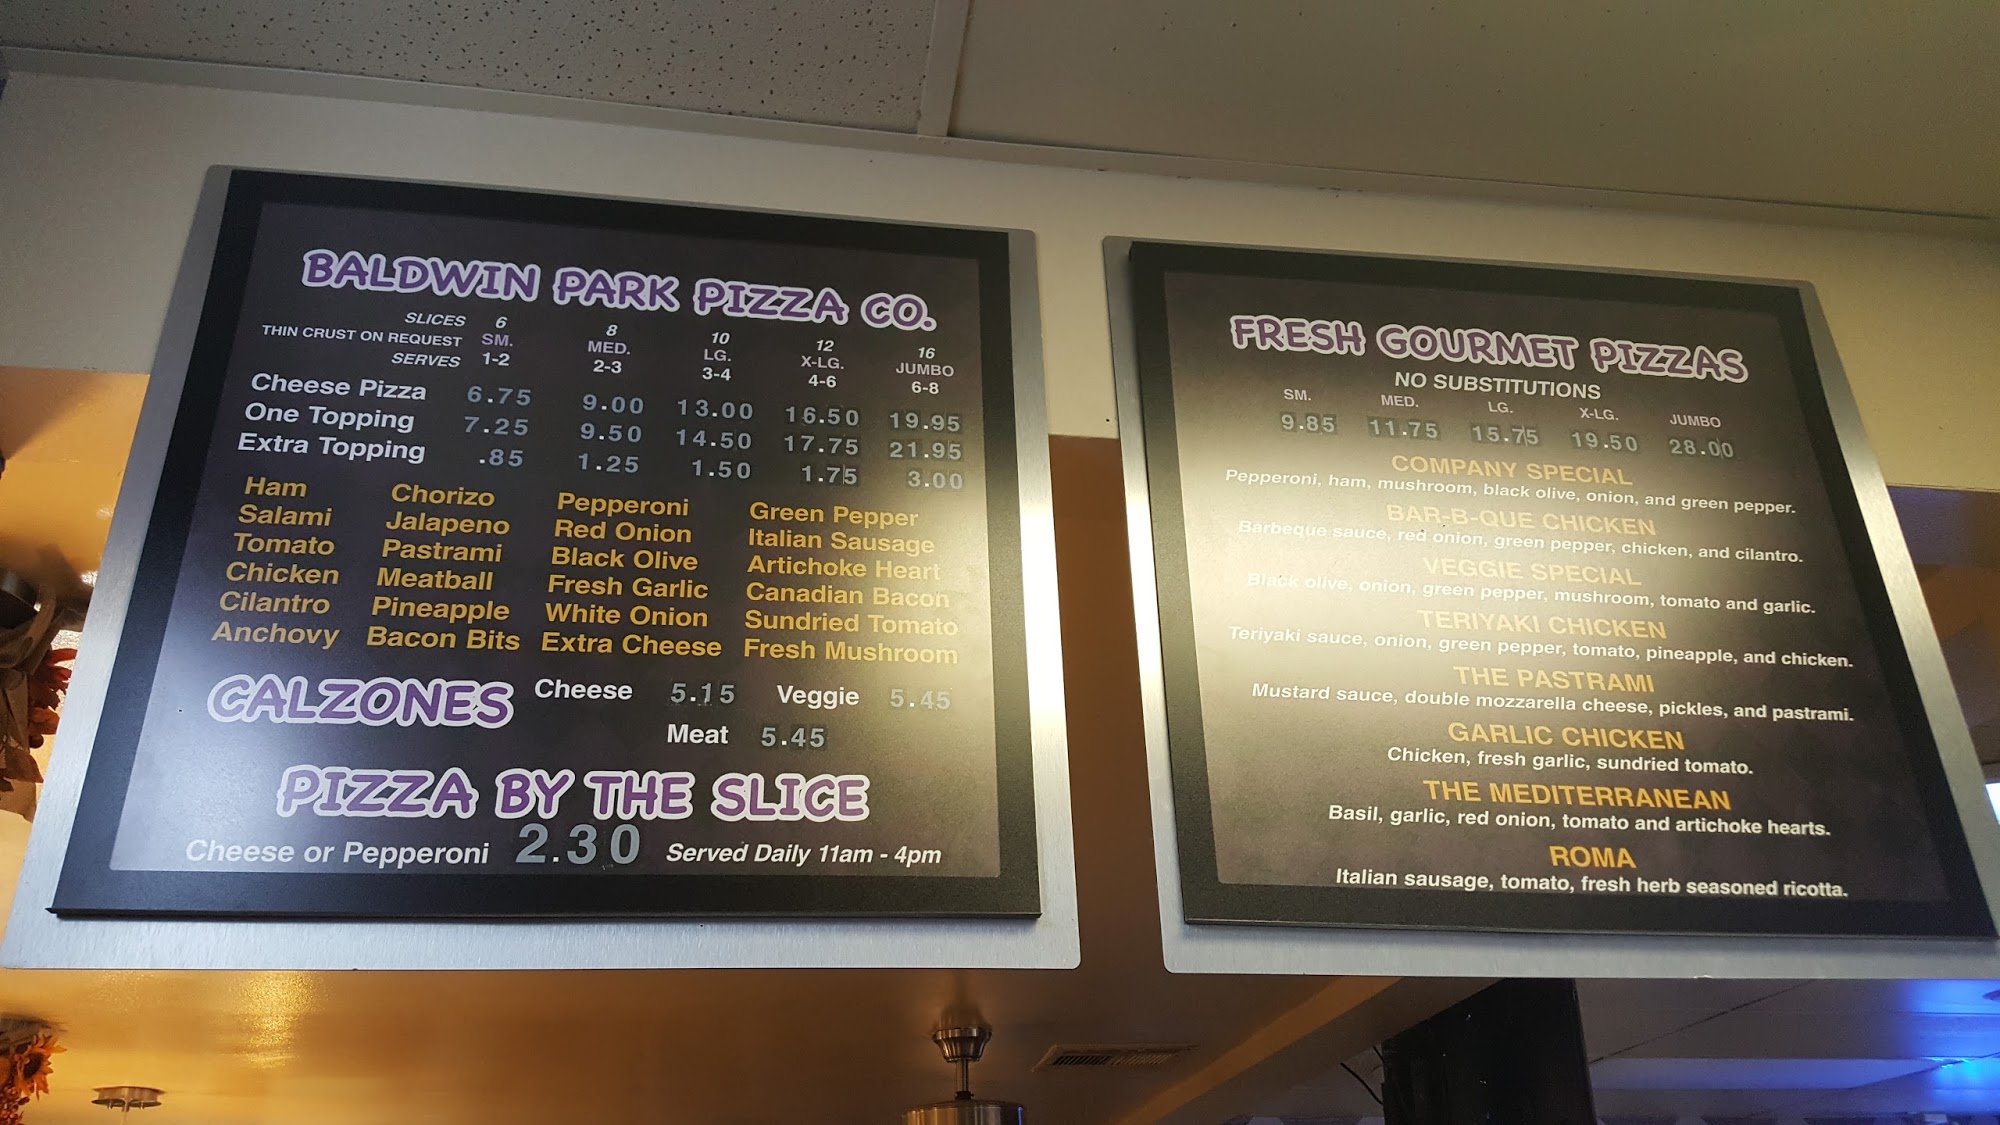 BALDWIN PARK PIZZA CO.
SLICES 6 8 10 12 16
THIN CRUST ON REQUEST SM. MED. LG. X-LG. JUMBO
SERVES 1-2 2-3 3-4 4-6 6-8
Cheese Pizza 6.75 9.00 13.00 16.50 19.95
One Topping 7.25 9.50 14.50 17.75 21.95
Extra Topping .85 1.25 1.50 1.75 3.00
Ham Chorizo Pepperoni Green Pepper
Salami Jalapeno Red Onion Italian Sausage
Tomato Pastrami Black Olive Artichoke Heart
Chicken Meatball Fresh Garlic Canadian Bacon
Cilantro Pineapple White Onion Sundried Tomato
Anchovy Bacon Bits Extra Cheese Fresh Mushroom
CALZONES Cheese 5.15 Veggie 5.45
Meat 5.45
PIZZA BY THE SLICE
Cheese or Pepperoni 2.30 Served Daily 11am - 4pm
FRESH GOURMET PIZZAS
NO SUBSTITUTIONS
SM. MED. LG. X-LG. JUMBO
9.85 11.75 15.75 19.50 28.00
COMPANY SPECIAL
Pepperoni, ham, mushroom, black olive, onion, and green pepper.
BAR-B-QUE CHICKEN
Barbeque sauce, red onion, green pepper, chicken, and cilantro.
VEGGIE SPECIAL
Black olive, onion, green pepper, mushroom, tomato and garlic.
TERIYAKI CHICKEN
Teriyaki sauce, onion, green pepper, tomato, pineapple, and chicken.
THE PASTRAMI
Mustard sauce, double mozzarella cheese, pickles, and pastrami.
GARLIC CHICKEN
Chicken, fresh garlic, sundried tomato.
THE MEDITERRANEAN
Basil, garlic, red onion, tomato and artichoke hearts.
ROMA
Italian sausage, tomato, fresh herb seasoned ricotta.